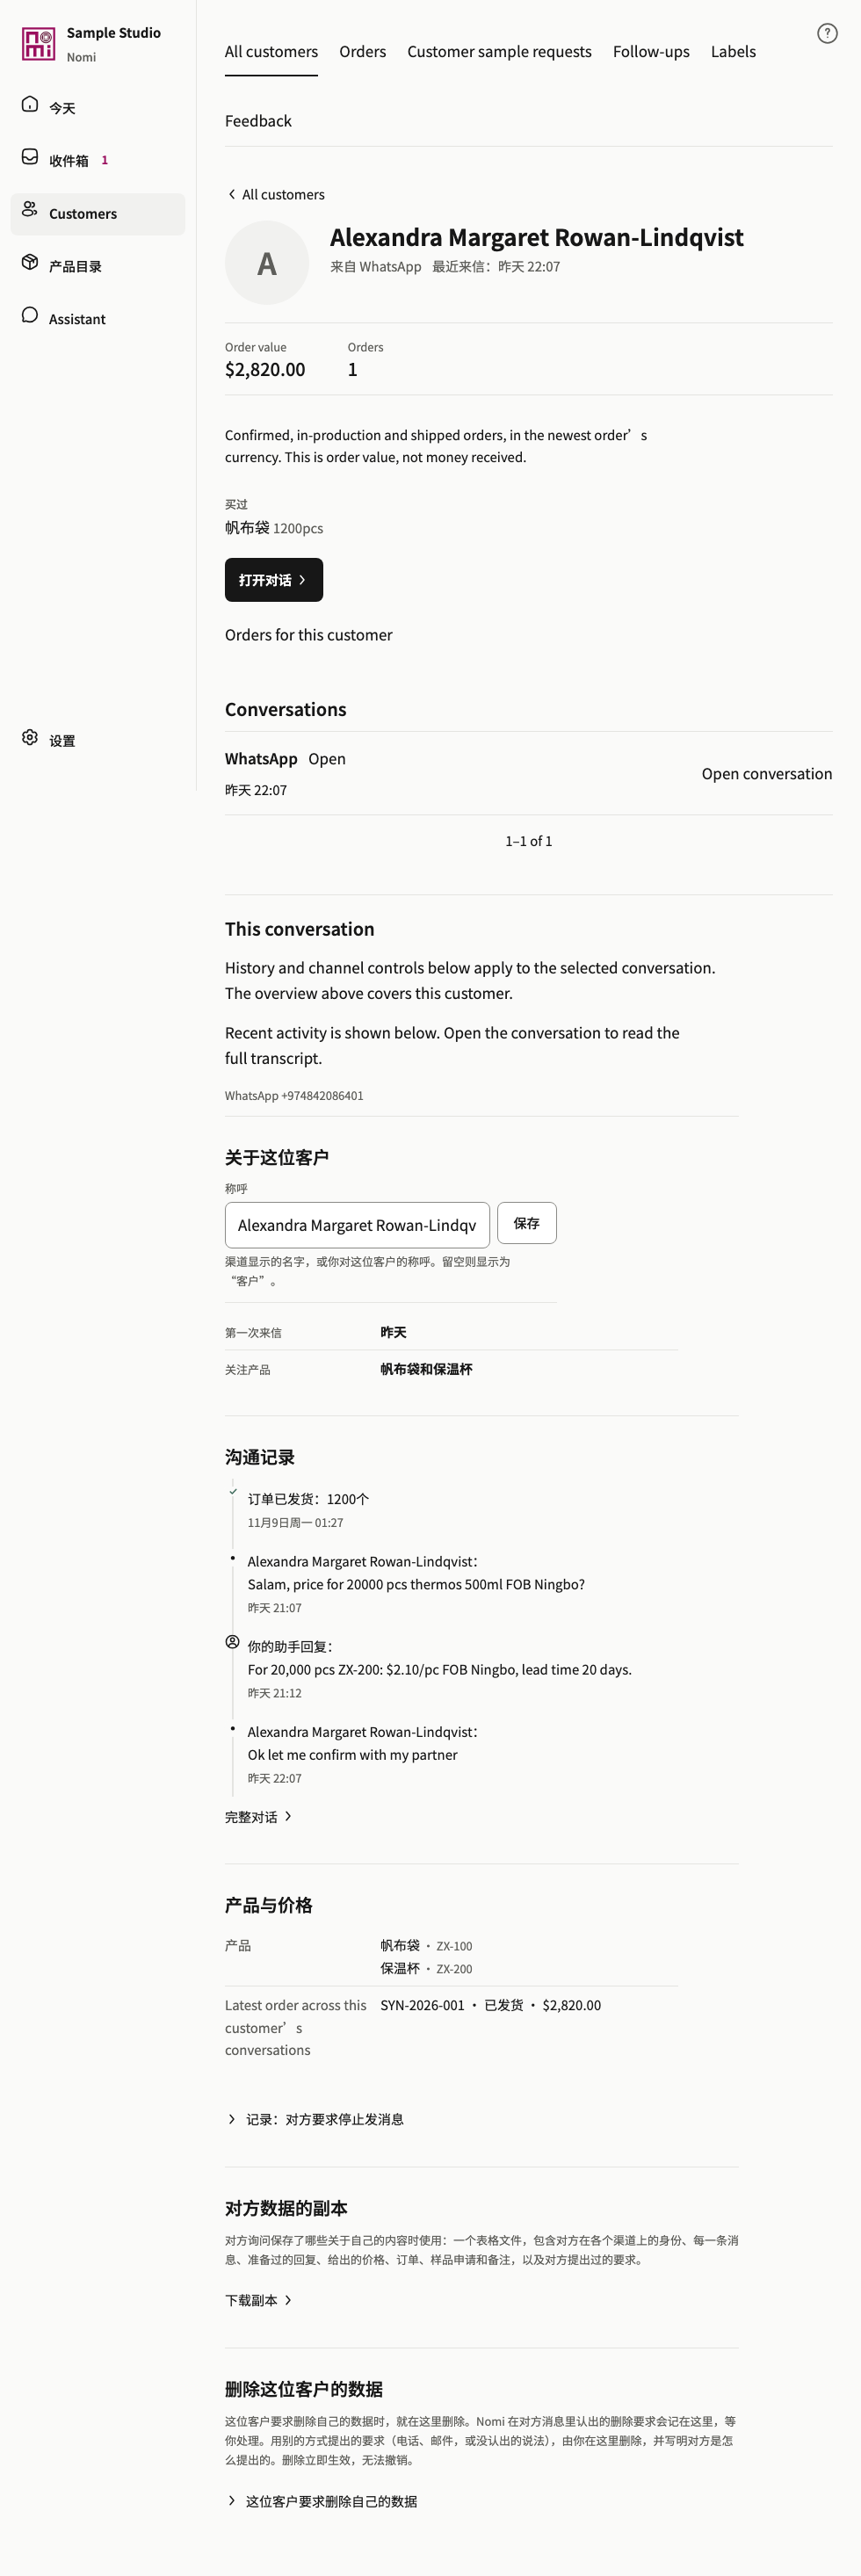 Sample Studio
Nomi
今天
收件箱 1
Customers
产品目录
Assistant
设置
All customers Orders Customer sample requests Follow-ups Labels
Feedback
All customers
A
Alexandra Margaret Rowan-Lindqvist
来自 WhatsApp 最近来信：昨天 22:07
Order value Orders
$2,820.00 1
Confirmed, in-production and shipped orders, in the newest order’s
currency. This is order value, not money received.
买过
帆布袋 1200pcs
打开对话
Orders for this customer
Conversations
WhatsApp Open
昨天 22:07
Open conversation
1–1 of 1
This conversation
History and channel controls below apply to the selected conversation.
The overview above covers this customer.
Recent activity is shown below. Open the conversation to read the
full transcript.
WhatsApp +974842086401
关于这位客户
称呼
Alexandra Margaret Rowan-Lindqv 保存
渠道显示的名字，或你对这位客户的称呼。留空则显示为
“客户”。
第一次来信 昨天
关注产品 帆布袋和保温杯
沟通记录
订单已发货：1200个
11月9日周一 01:27
Alexandra Margaret Rowan-Lindqvist：
Salam, price for 20000 pcs thermos 500ml FOB Ningbo?
昨天 21:07
你的助手回复：
For 20,000 pcs ZX-200: $2.10/pc FOB Ningbo, lead time 20 days.
昨天 21:12
Alexandra Margaret Rowan-Lindqvist：
Ok let me confirm with my partner
昨天 22:07
完整对话
产品与价格
产品 帆布袋 · ZX-100
保温杯 · ZX-200
Latest order across this SYN-2026-001 · 已发货 · $2,820.00
customer’s
conversations
记录：对方要求停止发消息
对方数据的副本
对方询问保存了哪些关于自己的内容时使用：一个表格文件，包含对方在各个渠道上的身份、每一条消
息、准备过的回复、给出的价格、订单、样品申请和备注，以及对方提出过的要求。
下载副本
删除这位客户的数据
这位客户要求删除自己的数据时，就在这里删除。Nomi 在对方消息里认出的删除要求会记在这里，等
你处理。用别的方式提出的要求（电话、邮件，或没认出的说法），由你在这里删除，并写明对方是怎
么提出的。删除立即生效，无法撤销。
这位客户要求删除自己的数据